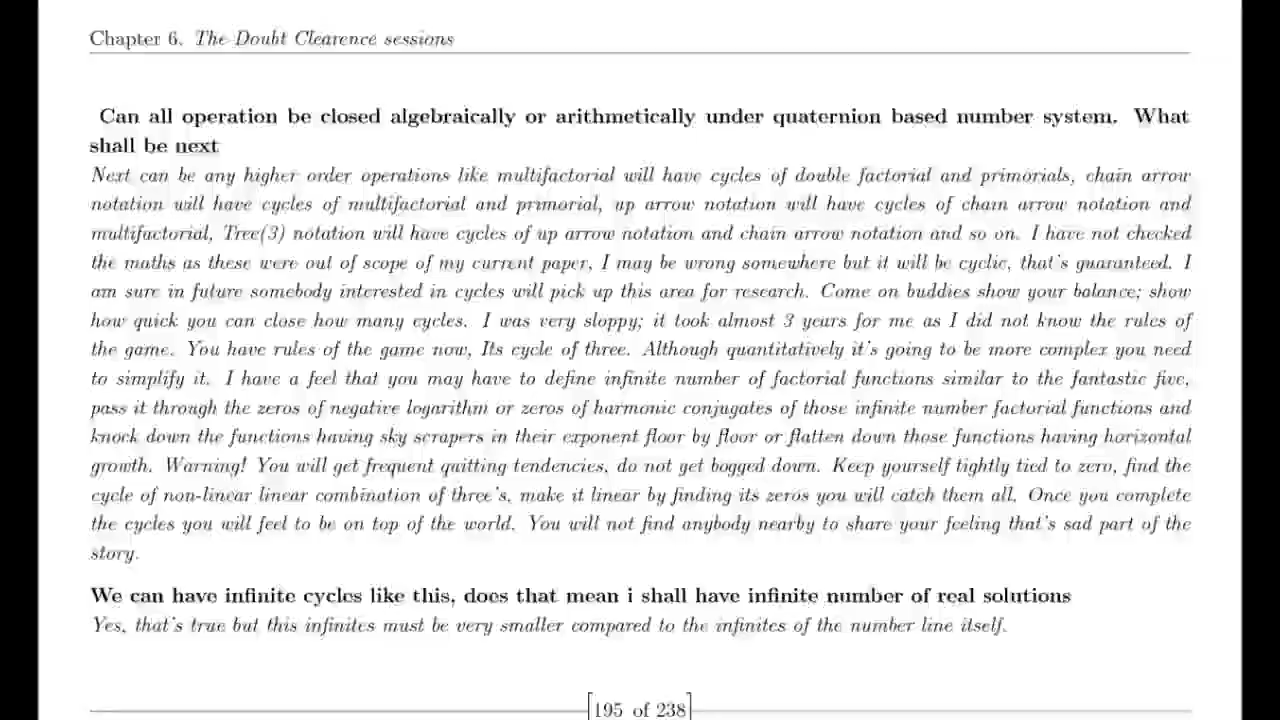 Chapter 6. The Doubt Clearence sessions
Can all operation be closed algebraically or arithmetically under quaternion based number system. What
shall be next
Next can be any higher order operations like multifactorial will have cycles of double factorial and primorials, chain arrow
notation will have cycles of multifactorial and primorial, up arrow notation will have cycles of chain arrow notation and
multifactorial, Tree(3) notation will have cycles of up arrow notation and chain arrow notation and so on. I have not checked
the maths as these were out of scope of my current paper, I may be wrong somewhere but it will be cyclic, that's guaranteed. I
am sure in future somebody interested in cycles will pick up this area for research. Come on buddies show your balance; show
how quick you can close how many cycles. I was very sloppy; it took almost 3 years for me as I did not know the rules of
the game. You have rules of the game now, Its cycle of three. Although quantitatively it's going to be more complex you need
to simplify it. I have a feel that you may have to define infinite number of factorial functions similar to the fantastic five,
pass it through the zeros of negative logarithm or zeros of harmonic conjugates of those infinite number factorial functions and
knock down the functions having sky scrapers in their exponent floor by floor or flatten down those functions having horizontal
growth. Warning! You will get frequent quitting tendencies, do not get bogged down. Keep yourself tightly tied to zero, find the
cycle of non-linear linear combination of three's, make it linear by finding its zeros you will catch them all. Once you complete
the cycles you will feel to be on top of the world. You will not find anybody nearby to share your feeling that's sad part of the
story.
We can have infinite cycles like this, does that mean i shall have infinite number of real solutions
Yes, that's true but this infinites must be very smaller compared to the infinites of the number line itself.
[195 of 238]